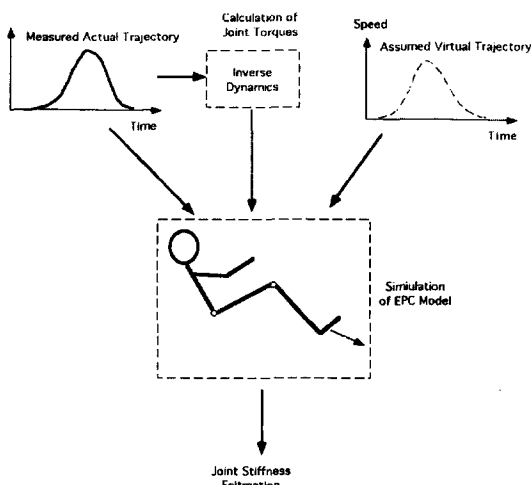 Calculation of
Joint Torques
Measured Actual Trajectory
Inverse
Dynamics
Time
Speed
Assumed Virtual Trajectory
Time
Simiulation
of EPC Model
Joint Stiffness